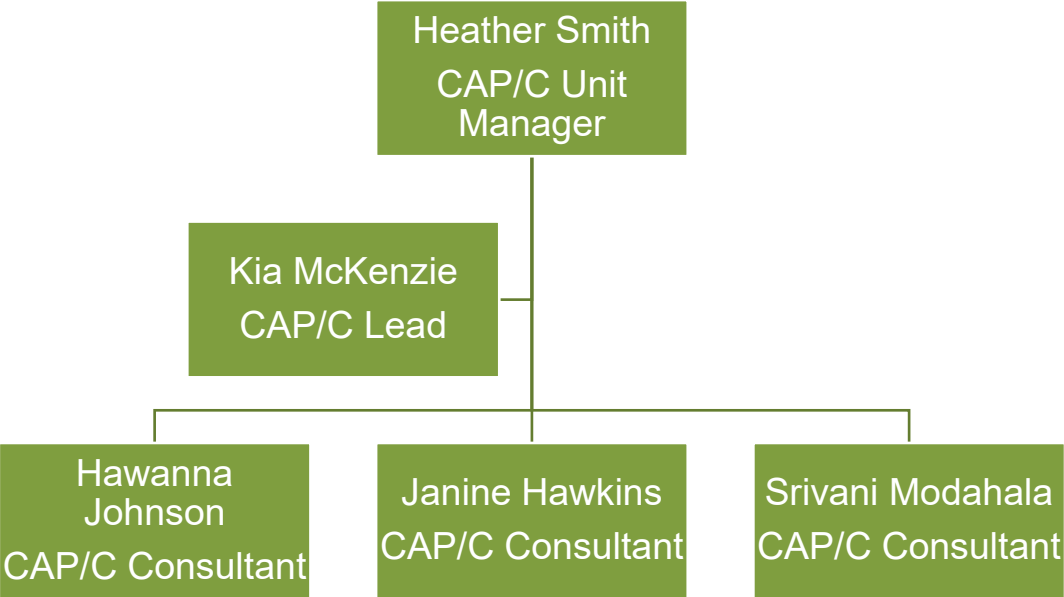 Heather Smith
CAP/C Unit
Manager
Kia McKenzie
CAP/C Lead
Hawanna
Johnson
CAP/C Consultant
Janine Hawkins
CAP/C Consultant
Srivani Modahala
CAP/C Consultant